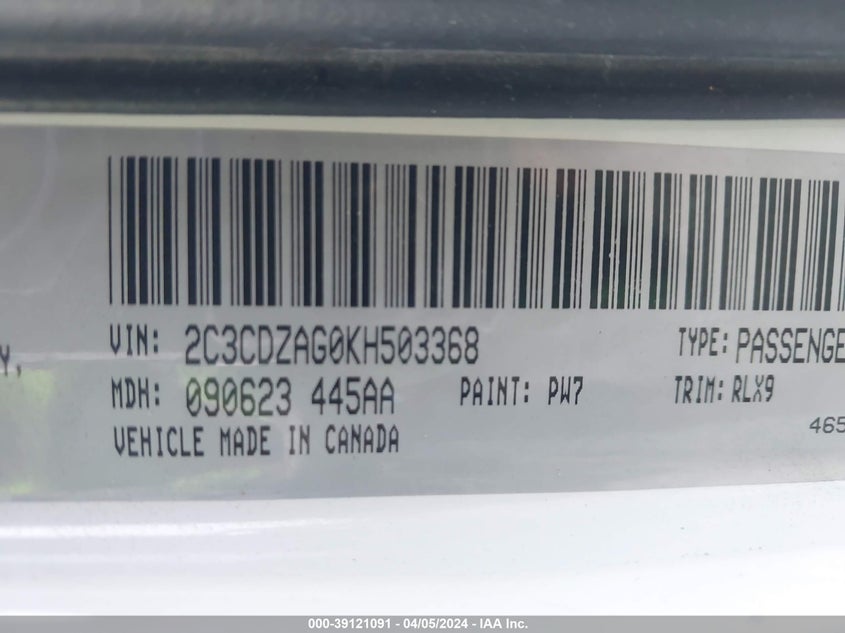 Y,
VIN: 2C3CDZAG0KH503368 TYPE: PASSENGE
MDH: 090623 445AA PAINT: PW7 TRIM: RLX9
VEHICLE MADE IN CANADA
465
000-39121091 - 04/05/2024 - IAA Inc.